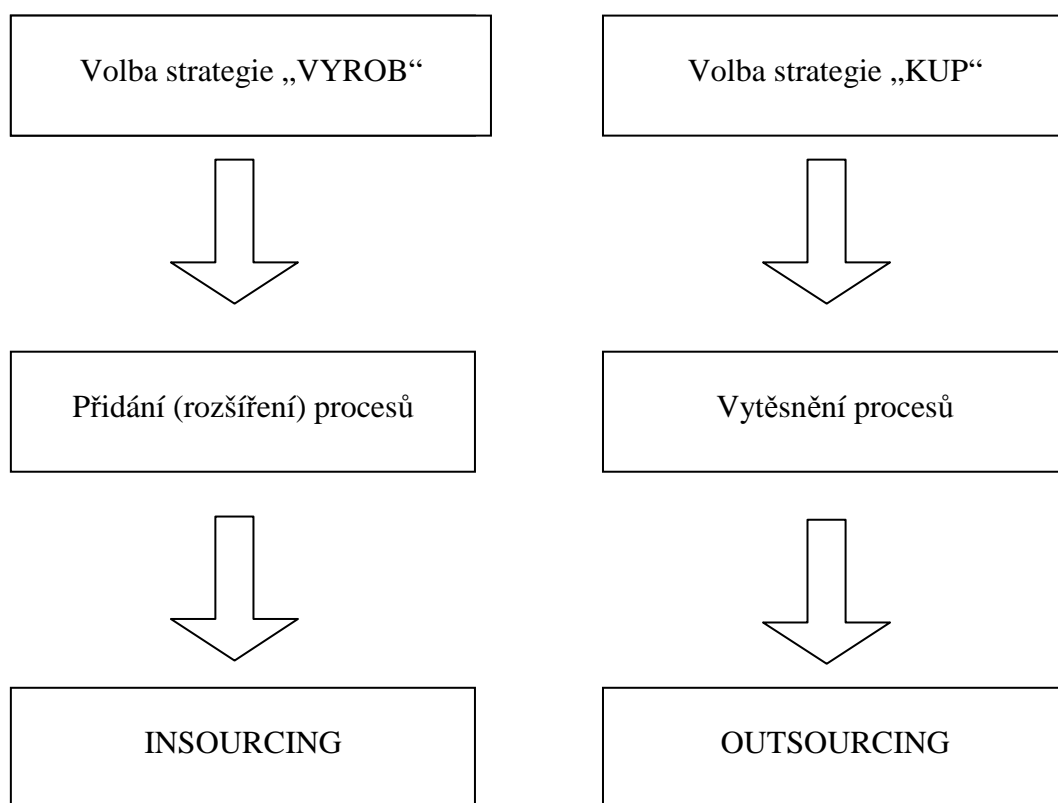 Volba strategie „VYROB“
Volba strategie „KUP“
Přidání (rozšíření) procesů
Vytěsnění procesů
INSOURCING
OUTSOURCING